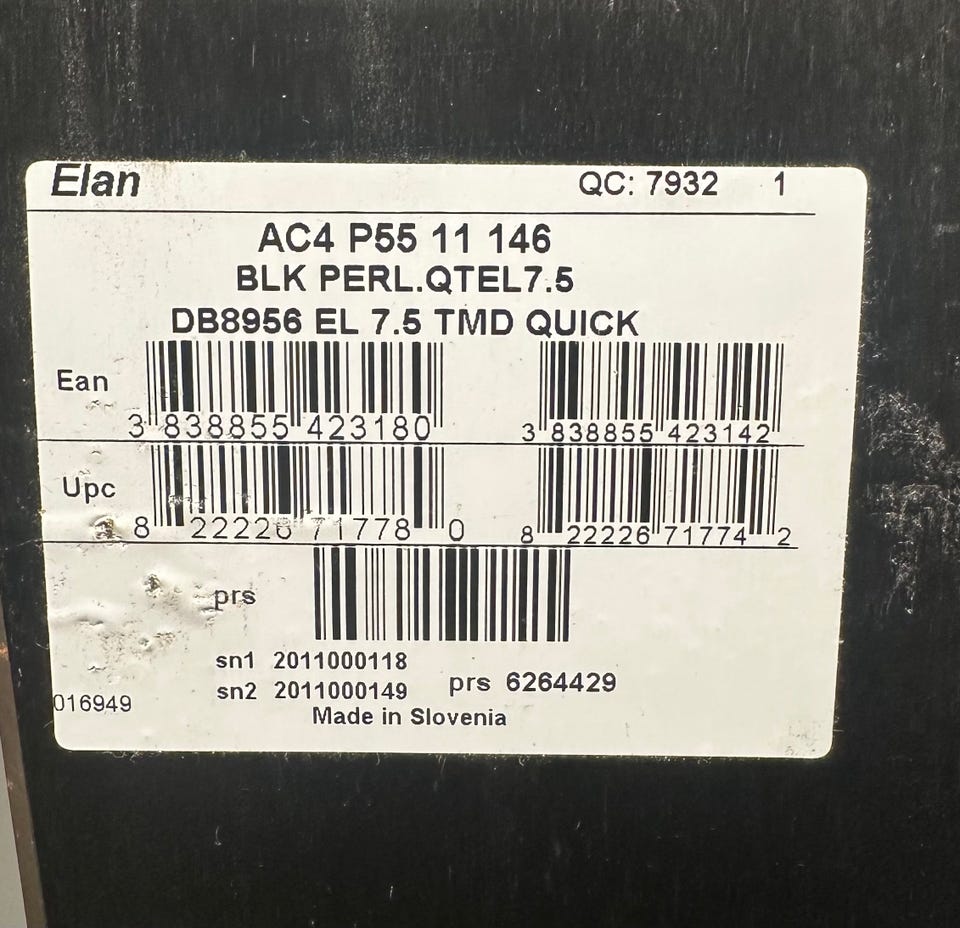 Elan QC: 7932 1
AC4 P55 11 146
BLK PERL.QTEL7.5
DB8956 EL 7.5 TMD QUICK
Ean
3 838855 423180 3 838855 423142
Upc
8 22226 71778 0 8 22226 71774 2
prs
sn1 2011000118
sn2 2011000149 prs 6264429
016949
Made in Slovenia